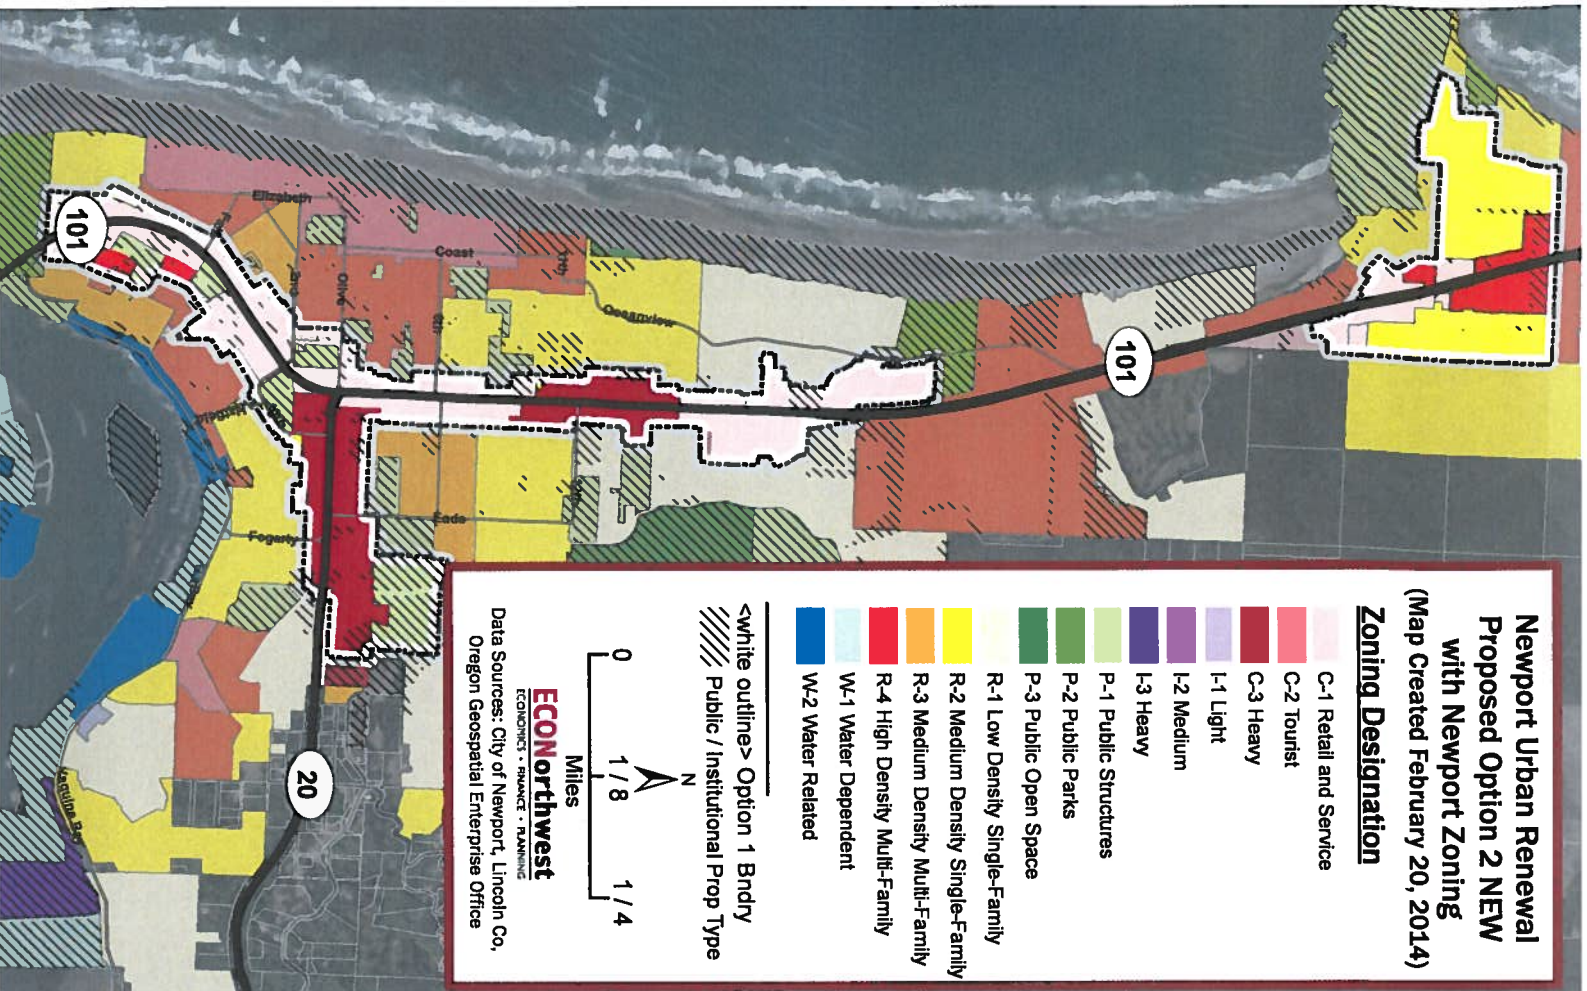 Newport Urban Renewal
Proposed Option 2 NEW
with Newport Zoning
(Map Created February 20, 2014)
Zoning Designation
C-1 Retail and Service
C-2 Tourist
C-3 Heavy
I-1 Light
I-2 Medium
I-3 Heavy
P-1 Public Structures
P-2 Public Parks
P-3 Public Open Space
R-1 Low Density Single-Family
R-2 Medium Density Single-Family
R-3 Medium Density Multi-Family
R-4 High Density Multi-Family
W-1 Water Dependent
W-2 Water Related
<white outline> Option 1 Bndry
Public / Institutional Prop Type
N
Miles
0
1 / 8
1 / 4
ECONorthwest
ECONOMICS • FINANCE • PLANNING
Data Sources: City of Newport, Lincoln Co,
Oregon Geospatial Enterprise Office
101
101
20
Elizabeth
Coast
Olive
11th
6th
Oceanview
Eads
Fogarty
Yaquina Bay